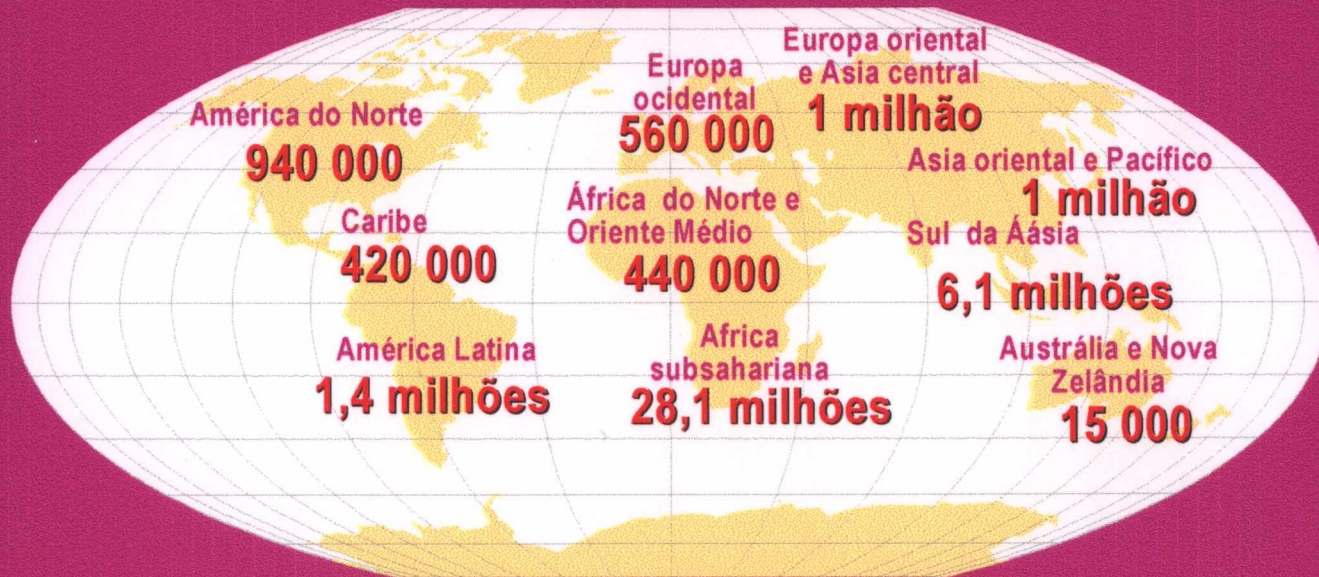 América do Norte
940 000
Europa
ocidental
560 000
Europa oriental
e Asia central
1 milhão
Asia oriental e Pacífico
1 milhão
Caribe
420 000
África do Norte e
Oriente Médio
440 000
Sul da Áásia
6,1 milhões
América Latina
1,4 milhões
Africa
subsahariana
28,1 milhões
Austrália e Nova
Zelândia
15 000